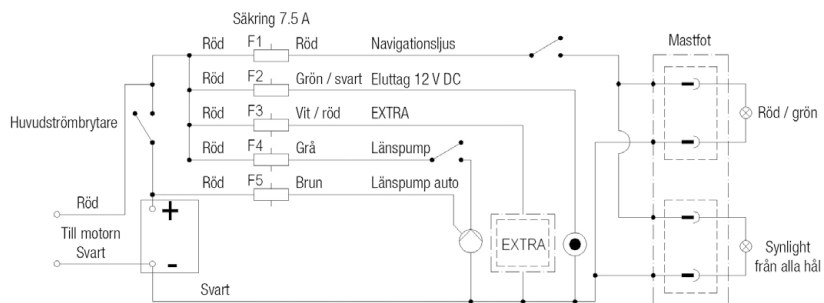 Säkring 7.5 A
Röd F1 Röd Navigationsljus
Mastfot
Röd F2 Grön / svart Eluttag 12 V DC
Huvudströmbrytare
Röd F3 Vit / röd EXTRA
Röd / grön
Röd F4 Grå Länspump
Röd F5 Brun Länspump auto
Röd
+
Till motorn
Svart
-
EXTRA
Synlight
från alla hål
Svart